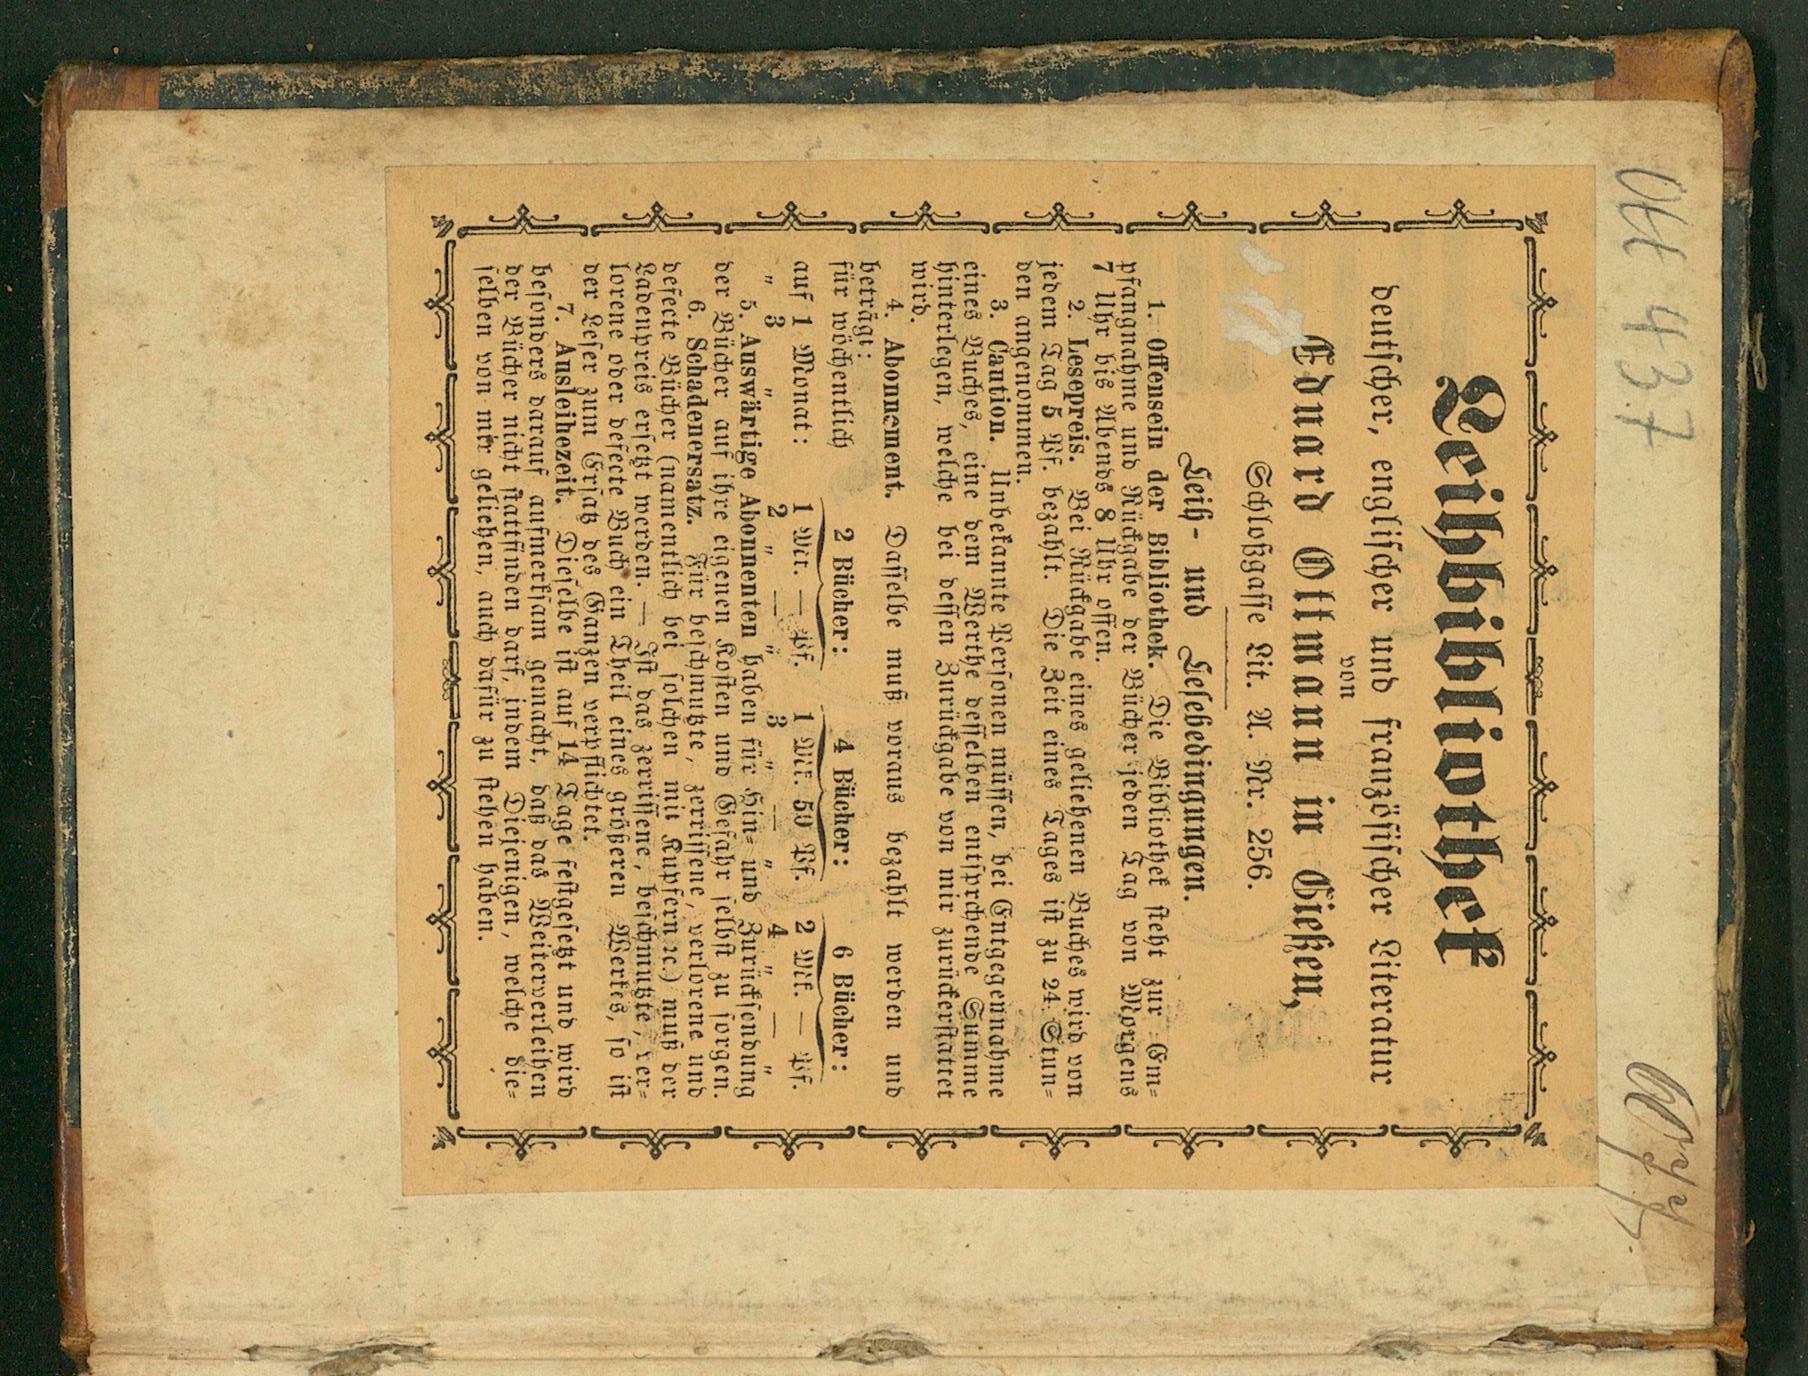 Ott 437
Leihbibliothek
deutscher, englischer und französischer Literatur
von
Eduard Ottmann in Gießen,
Schloßgasse Lit. A. Nr. 256.
Leih- und Lesebedingungen.
1. Offensein der Bibliothek. Die Bibliothek steht zur Em-
pfangnahme und Rückgabe der Bücher jeden Tag von Morgens
7 Uhr bis Abends 8 Uhr offen.
2. Lesepreis. Bei Rückgabe eines geliehenen Buches wird von
jedem Tag 5 Pf. bezahlt. Die Zeit eines Tages ist zu 24 Stun-
den angenommen.
3. Caution. Unbekannte Personen müssen, bei Entgegennahme
eines Buches, eine dem Werthe desselben entsprchende Summe
hinterlegen, welche bei dessen Zurückgabe von mir zurückerstattet
wird.
4. Abonnement. Dasselbe muß voraus bezahlt werden und
beträgt:
für wöchentlich 2 Bücher: 4 Bücher: 6 Bücher:
auf 1 Monat: 1 Mk. — Pf. 1 Mk. 50 Pf. 2 Mk. — Pf.
" 3 " 2 " — " 3 " — " 4 " — "
5. Auswärtige Abonnenten haben für Hin- und Zurücksendung
der Bücher auf ihre eigenen Kosten und Gefahr selbst zu sorgen.
6. Schadenersatz. Für beschmutzte, zerrissene, verlorene und
defecte Bücher (namentlich bei solchen mit Kupfern ꝛc.) muß der
Ladenpreis ersetzt werden. — Ist das zerrissene, beschmutzte, ver-
lorene oder defecte Buch ein Theil eines größeren Werkes, so ist
der Leser zum Ersatz des Ganzen verpflichtet.
7. Ausleihezeit. Dieselbe ist auf 14 Tage festgesetzt und wird
besonders darauf aufmerksam gemacht, daß das Weiterverleihen
der Bücher nicht stattfinden darf, indem Diejenigen, welche die-
selben von mir geliehen, auch dafür zu stehen haben.